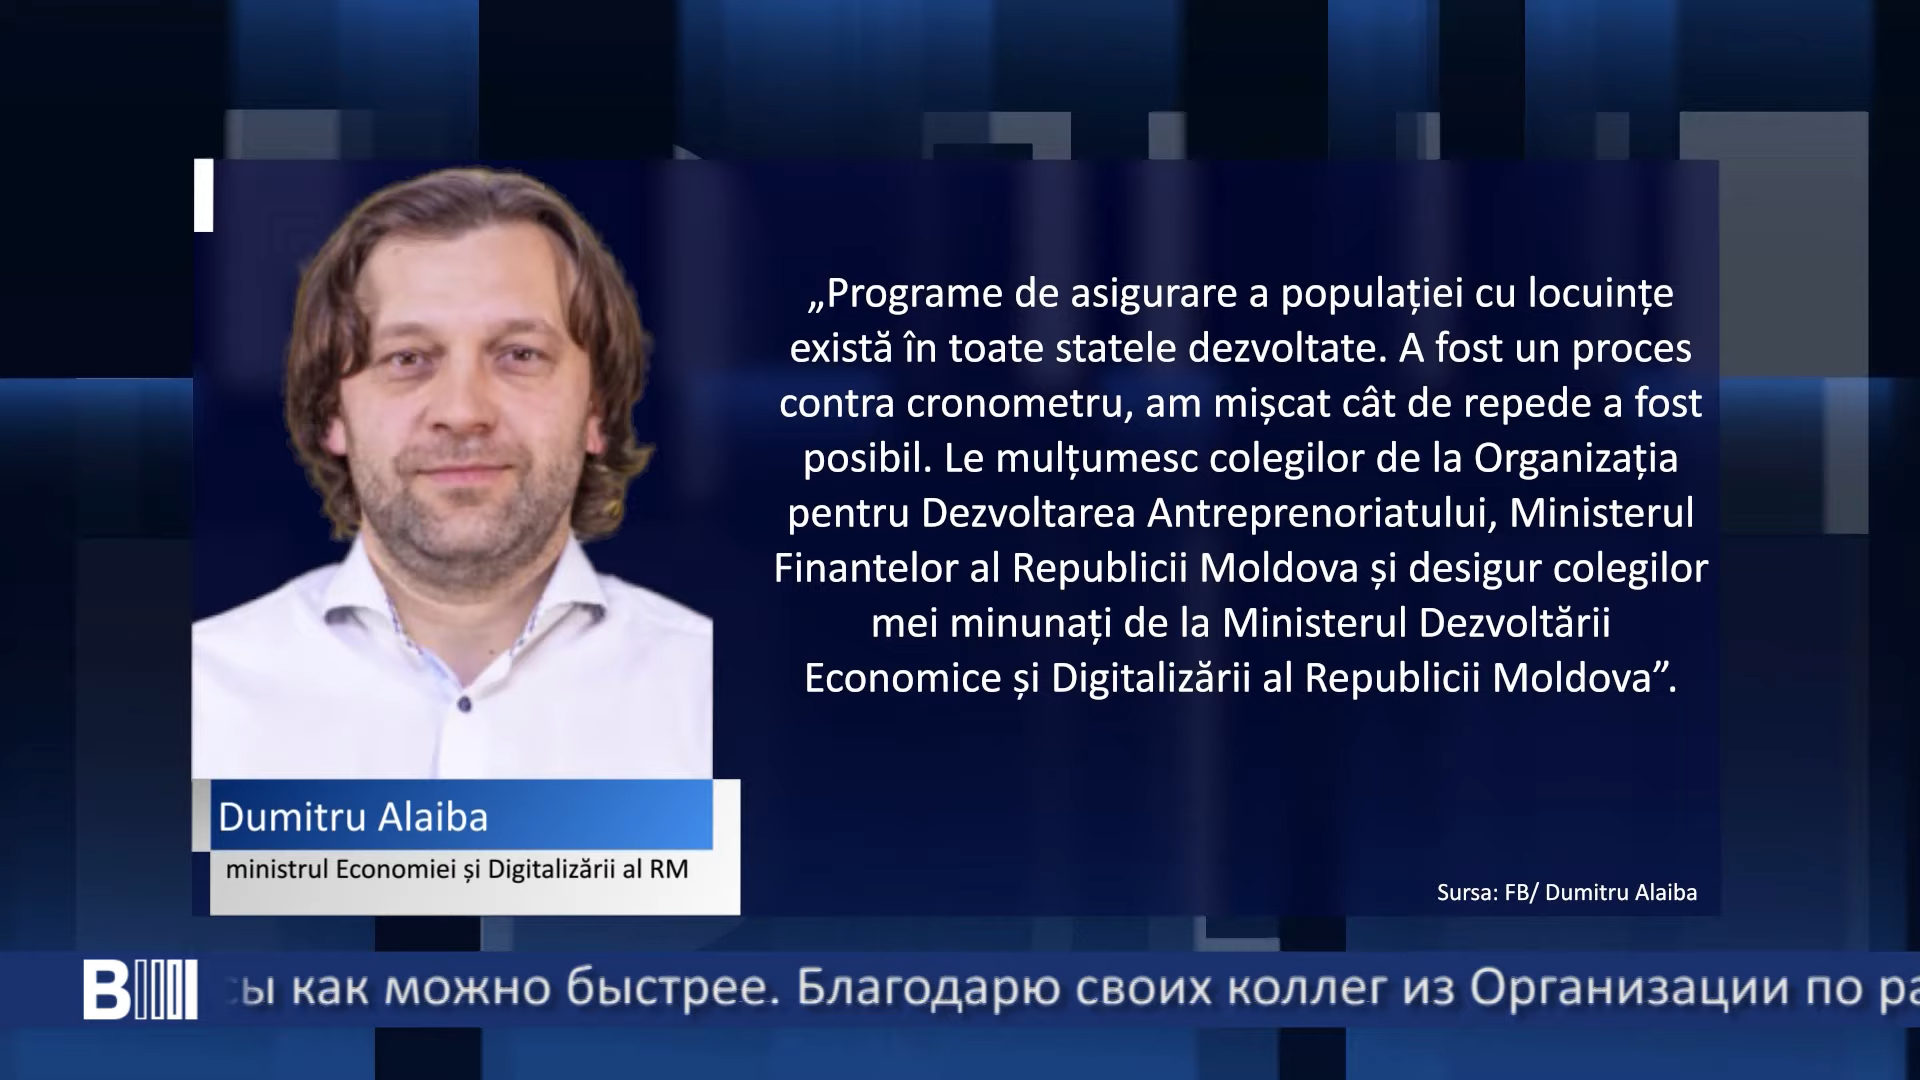 „Programe de asigurare a populației cu locuințe
există în toate statele dezvoltate. A fost un proces
contra cronometru, am mișcat cât de repede a fost
posibil. Le mulțumesc colegilor de la Organizația
pentru Dezvoltarea Antreprenoriatului, Ministerul
Finantelor al Republicii Moldova și desigur colegilor
mei minunați de la Ministerul Dezvoltării
Economice și Digitalizării al Republicii Moldova”.
Dumitru Alaiba
ministrul Economiei și Digitalizării al RM
Sursa: FB/ Dumitru Alaiba
B ы как можно быстрее. Благодарю своих коллег из Организации по ра